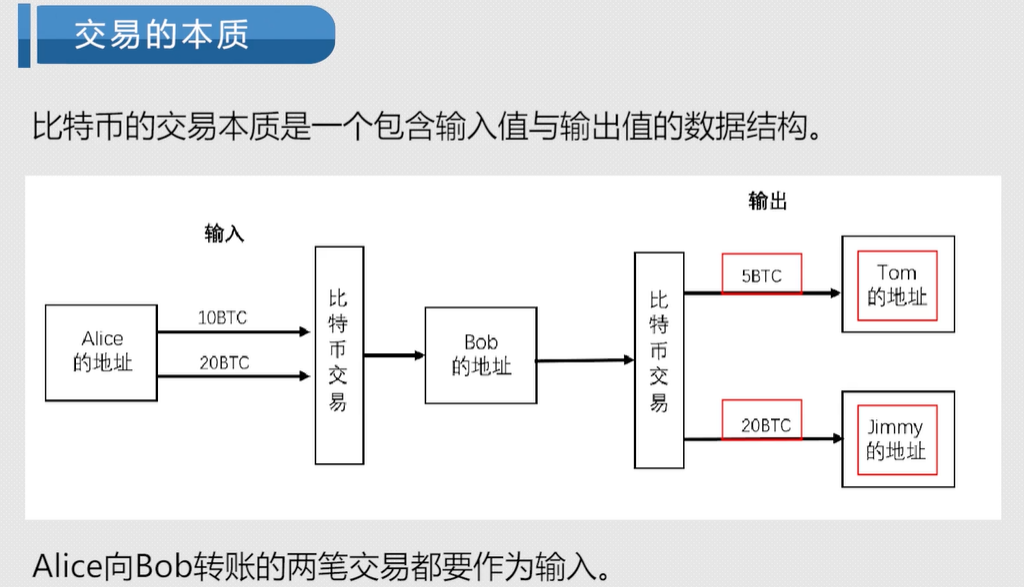 交易的本质
比特币的交易本质是一个包含输入值与输出值的数据结构。
输入
输出
Alice
的地址
10BTC
20BTC
比
特
币
交
易
Bob
的地址
比
特
币
交
易
5BTC
Tom
的地址
20BTC
Jimmy
的地址
Alice向Bob转账的两笔交易都要作为输入。